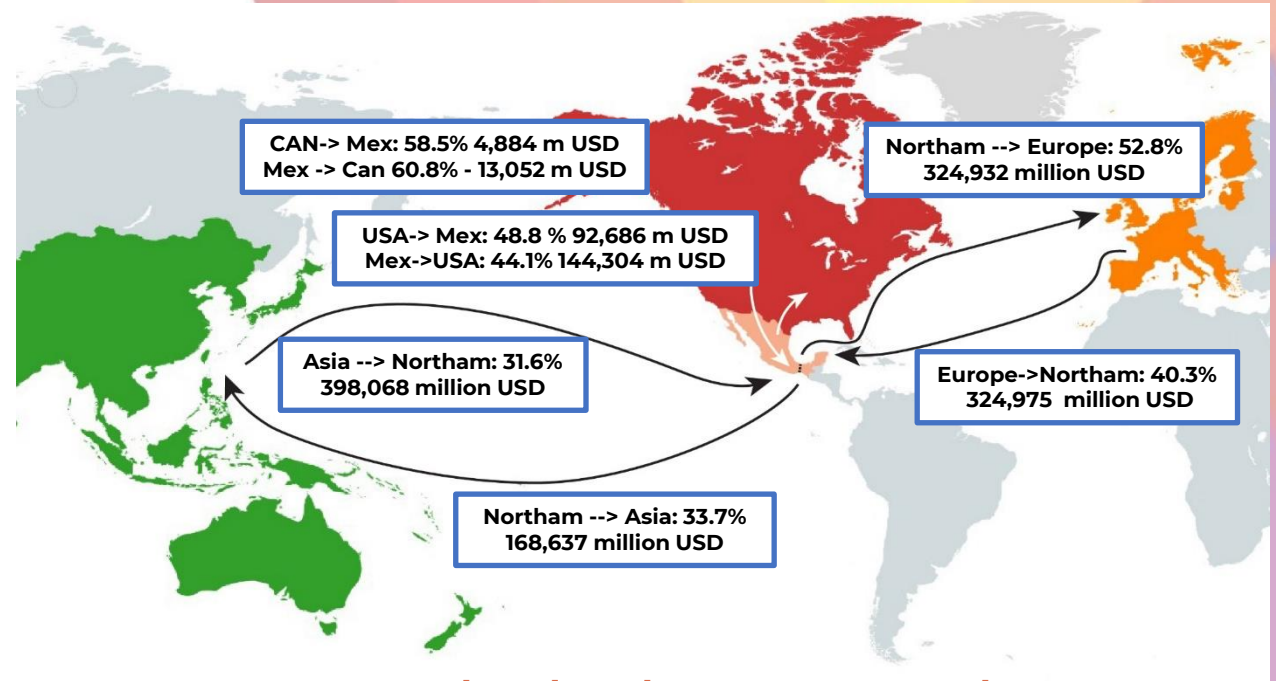 CAN-> Mex: 58.5% 4,884 m USD
Mex -> Can 60.8% - 13,052 m USD
Northam --> Europe: 52.8%
324,932 million USD
USA-> Mex: 48.8 % 92,686 m USD
Mex->USA: 44.1% 144,304 m USD
Asia --> Northam: 31.6%
398,068 million USD
Europe->Northam: 40.3%
324,975 million USD
Northam --> Asia: 33.7%
168,637 million USD